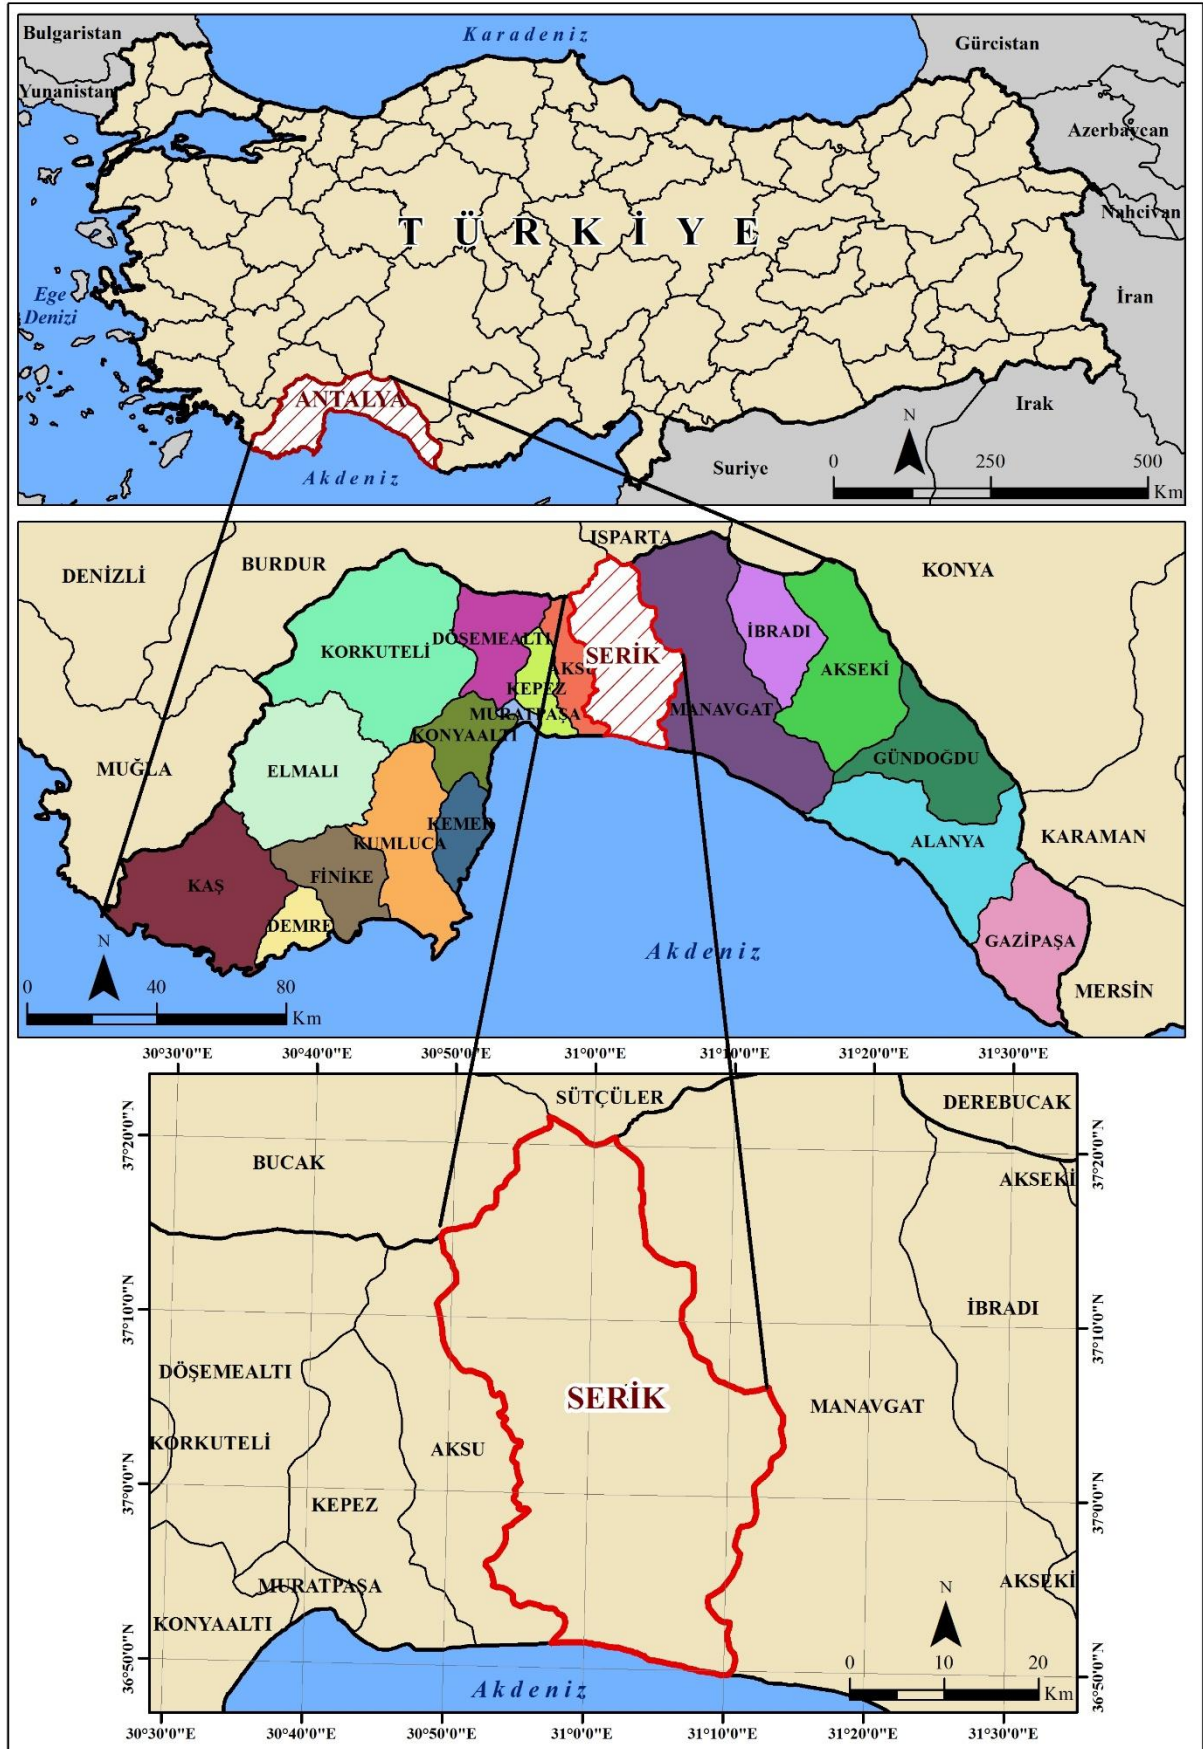 Bulgaristan
Karadeniz
Gürcistan
Yunanistan
Azerbaycan
Nahcivan
TÜRKİYE
İran
Ege
Denizi
ANTALYA
Irak
N
Suriye
0 250 500
Km
Akdeniz
ISPARTA
DENİZLİ
BURDUR
KONYA
DÖŞEMEALTI
İBRADI
KORKUTELİ
SERİK
AKSU
AKSEKİ
KEPEZ
MURATPAŞA
MANAVGAT
KONYAALTI
GÜNDOĞDU
MUĞLA
ELMALI
KEMER
KARAMAN
KUMLUCA
ALANYA
FİNİKE
KAŞ
DEMRE
GAZİPAŞA
N
Akdeniz
0 40 80
Km
MERSİN
30°30'0"E 30°40'0"E 30°50'0"E 31°0'0"E 31°10'0"E 31°20'0"E 31°30'0"E
SÜTÇÜLER
DEREBUCAK
37°20'0"N
37°20'0"N
BUCAK
AKSEKİ
37°10'0"N
İBRADI
37°10'0"N
DÖŞEMEALTI
SERİK
MANAVGAT
KORKUTELİ
AKSU
37°0'0"N
KEPEZ
37°0'0"N
MURATPAŞA
AKSEKİ
KONYAALTI
N
36°50'0"N
0 10 20
Km
36°50'0"N
Akdeniz
30°30'0"E 30°40'0"E 30°50'0"E 31°0'0"E 31°10'0"E 31°20'0"E 31°30'0"E